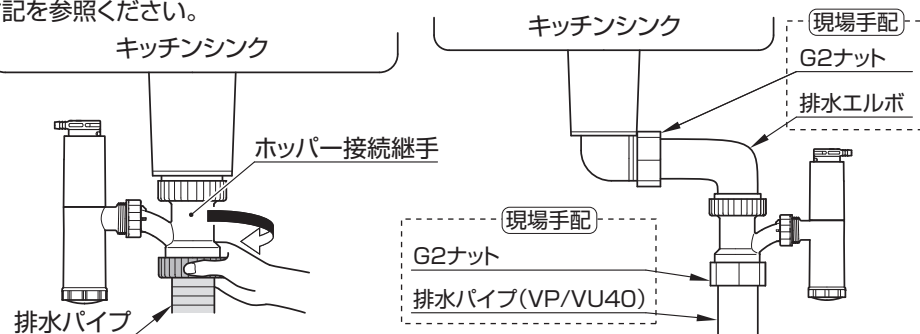 記を参照ください。
キッチンシンク
ホッパー接続継手
排水パイプ
キッチンシンク
現場手配
G2ナット
排水エルボ
現場手配
G2ナット
排水パイプ(VP/VU40)